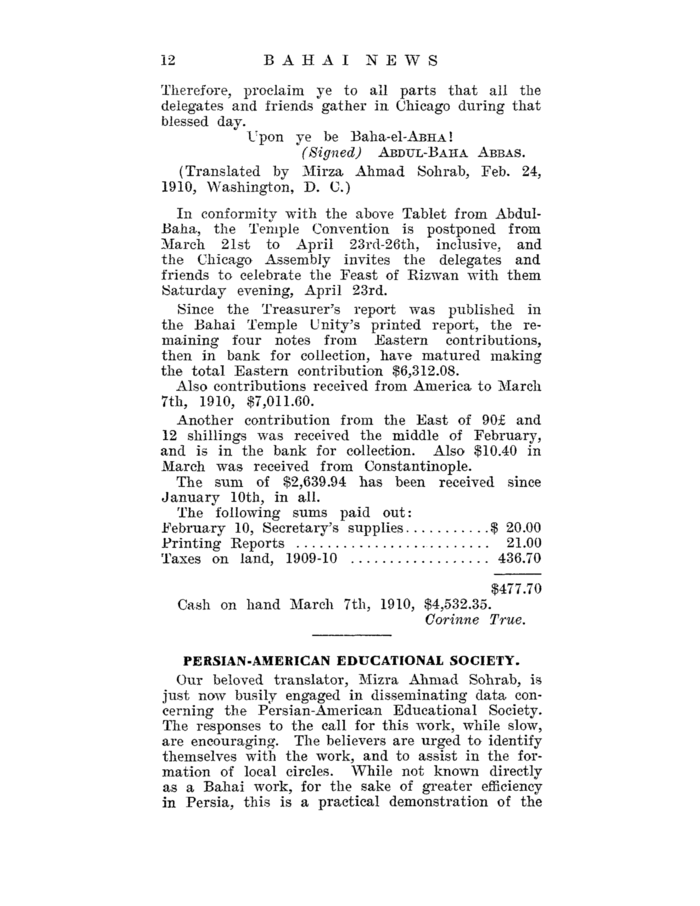 12 BAHAI NEWS
Therefore, proclaim ye to all parts that all the
delegates and friends gather in Chicago during that
blessed day.
Upon ye be Baha-el-ABHA!
(Signed) ABDUL-BAHA ABBAS.
(Translated by Mirza Ahmad Sohrab, Feb. 24,
1910, Washington, D. C.)
In conformity with the above Tablet from Abdul-
Baha, the Temple Convention is postponed from
March 21st to April 23rd-26th, inclusive, and
the Chicago Assembly invites the delegates and
friends to celebrate the Feast of Rizwan with them
Saturday evening, April 23rd.
Since the Treasurer's report was published in
the Bahai Temple Unity's printed report, the re-
maining four notes from Eastern contributions,
then in bank for collection, have matured making
the total Eastern contribution $6,312.08.
Also contributions received from America to March
7th, 1910, $7,011.60.
Another contribution from the East of 90£ and
12 shillings was received the middle of February,
and is in the bank for collection. Also $10.40 in
March was received from Constantinople.
The sum of $2,639.94 has been received since
January 10th, in all.
The following sums paid out:
February 10, Secretary's supplies...........$ 20.00
Printing Reports ......................... 21.00
Taxes on land, 1909-10 .................. 436.70
$477.70
Cash on hand March 7th, 1910, $4,532.35.
Corinne True.
PERSIAN-AMERICAN EDUCATIONAL SOCIETY.
Our beloved translator, Mizra Ahmad Sohrab, is
just now busily engaged in disseminating data con-
cerning the Persian-American Educational Society.
The responses to the call for this work, while slow,
are encouraging. The believers are urged to identify
themselves with the work, and to assist in the for-
mation of local circles. While not known directly
as a Bahai work, for the sake of greater efficiency
in Persia, this is a practical demonstration of the